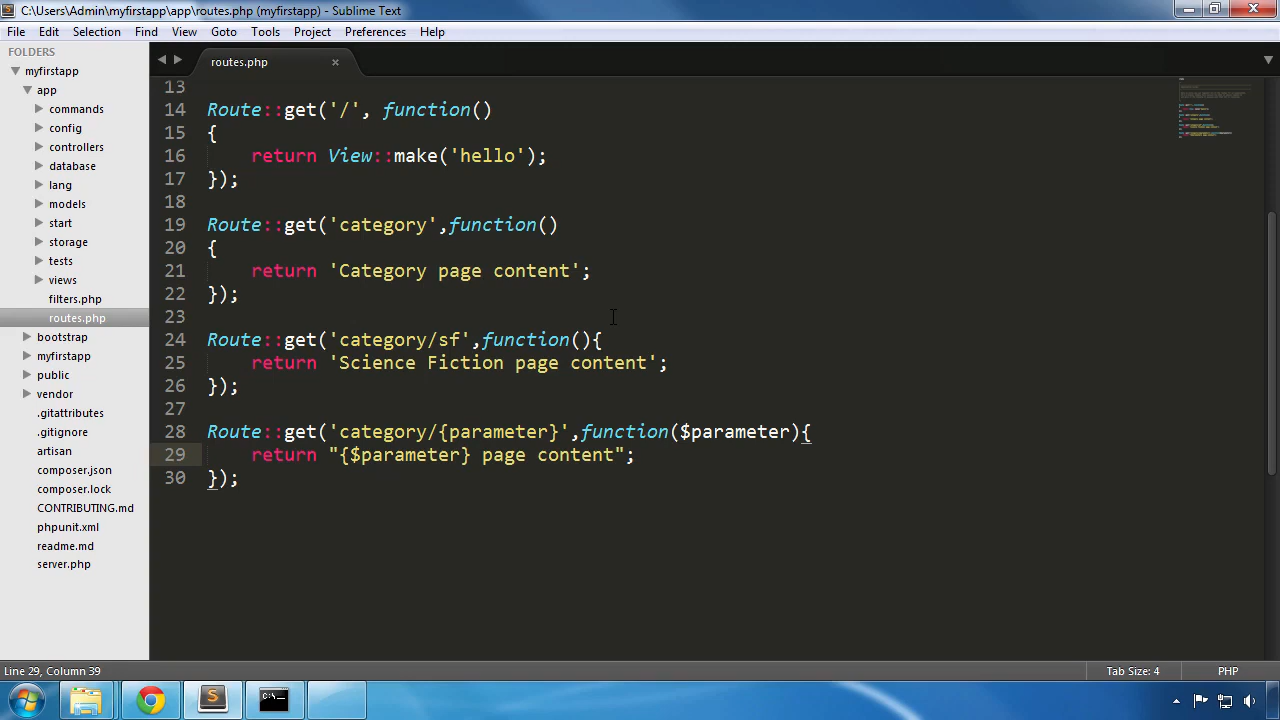 C:\Users\Admin\myfirstapp\app\routes.php (myfirstapp) - Sublime Text
File Edit Selection Find View Goto Tools Project Preferences Help
FOLDERS
myfirstapp
app
commands
config
controllers
database
lang
models
start
storage
tests
views
filters.php
routes.php
bootstrap
myfirstapp
public
vendor
.gitattributes
.gitignore
artisan
composer.json
composer.lock
CONTRIBUTING.md
phpunit.xml
readme.md
server.php
routes.php
13
14 Route::get('/', function()
15 {
16     return View::make('hello');
17 });
18
19 Route::get('category',function()
20 {
21     return 'Category page content';
22 });
23
24 Route::get('category/sf',function(){
25     return 'Science Fiction page content';
26 });
27
28 Route::get('category/{parameter}',function($parameter){
29     return "{$parameter} page content";
30 });
Line 29, Column 39
Tab Size: 4
PHP